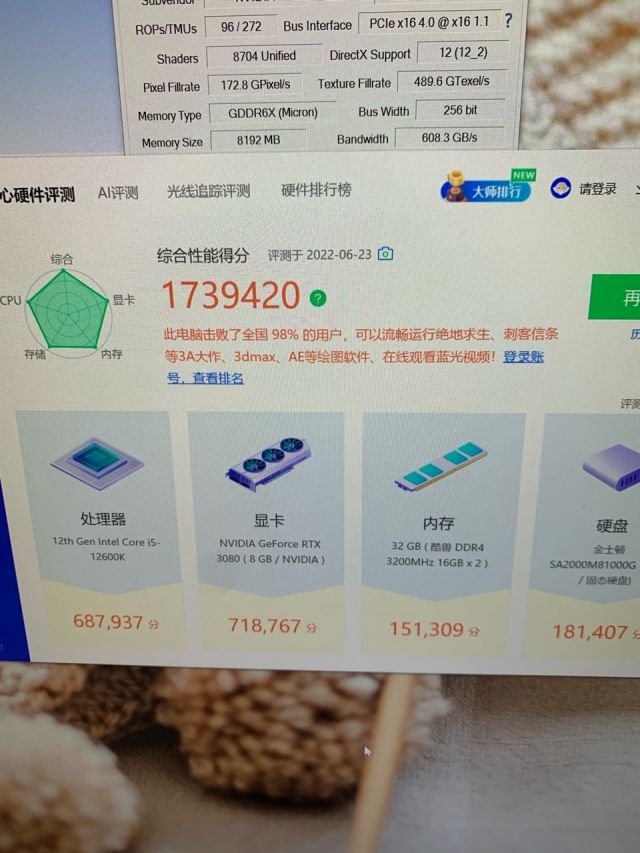 Subvendor
ROPs/TMUs 96 / 272 Bus Interface PCIe x16 4.0 @ x16 1.1 ?
Shaders 8704 Unified DirectX Support 12 (12_2)
Pixel Fillrate 172.8 GPixel/s Texture Fillrate 489.6 GTexel/s
Memory Type GDDR6X (Micron) Bus Width 256 bit
Memory Size 8192 MB Bandwidth 608.3 GB/s
心硬件评测 AI评测 光线追踪评测 硬件排行榜 大师排行 NEW 请登录
综合
CPU
显卡
存储
内存
综合性能得分 评测于 2022-06-23
1739420 ?
再
此电脑击败了全国 98% 的用户，可以流畅运行绝地求生、刺客信条
等3A大作、3dmax、AE等绘图软件、在线观看蓝光视频！登录账
号，查看排名
历
评测
处理器
12th Gen Intel Core i5-
12600K
687,937 分
显卡
NVIDIA GeForce RTX
3080 ( 8 GB / NVIDIA )
718,767 分
内存
32 GB ( 酷兽 DDR4
3200MHz 16GB x 2 )
151,309 分
硬盘
金士顿
SA2000M81000G
/ 固态硬盘)
181,407 分